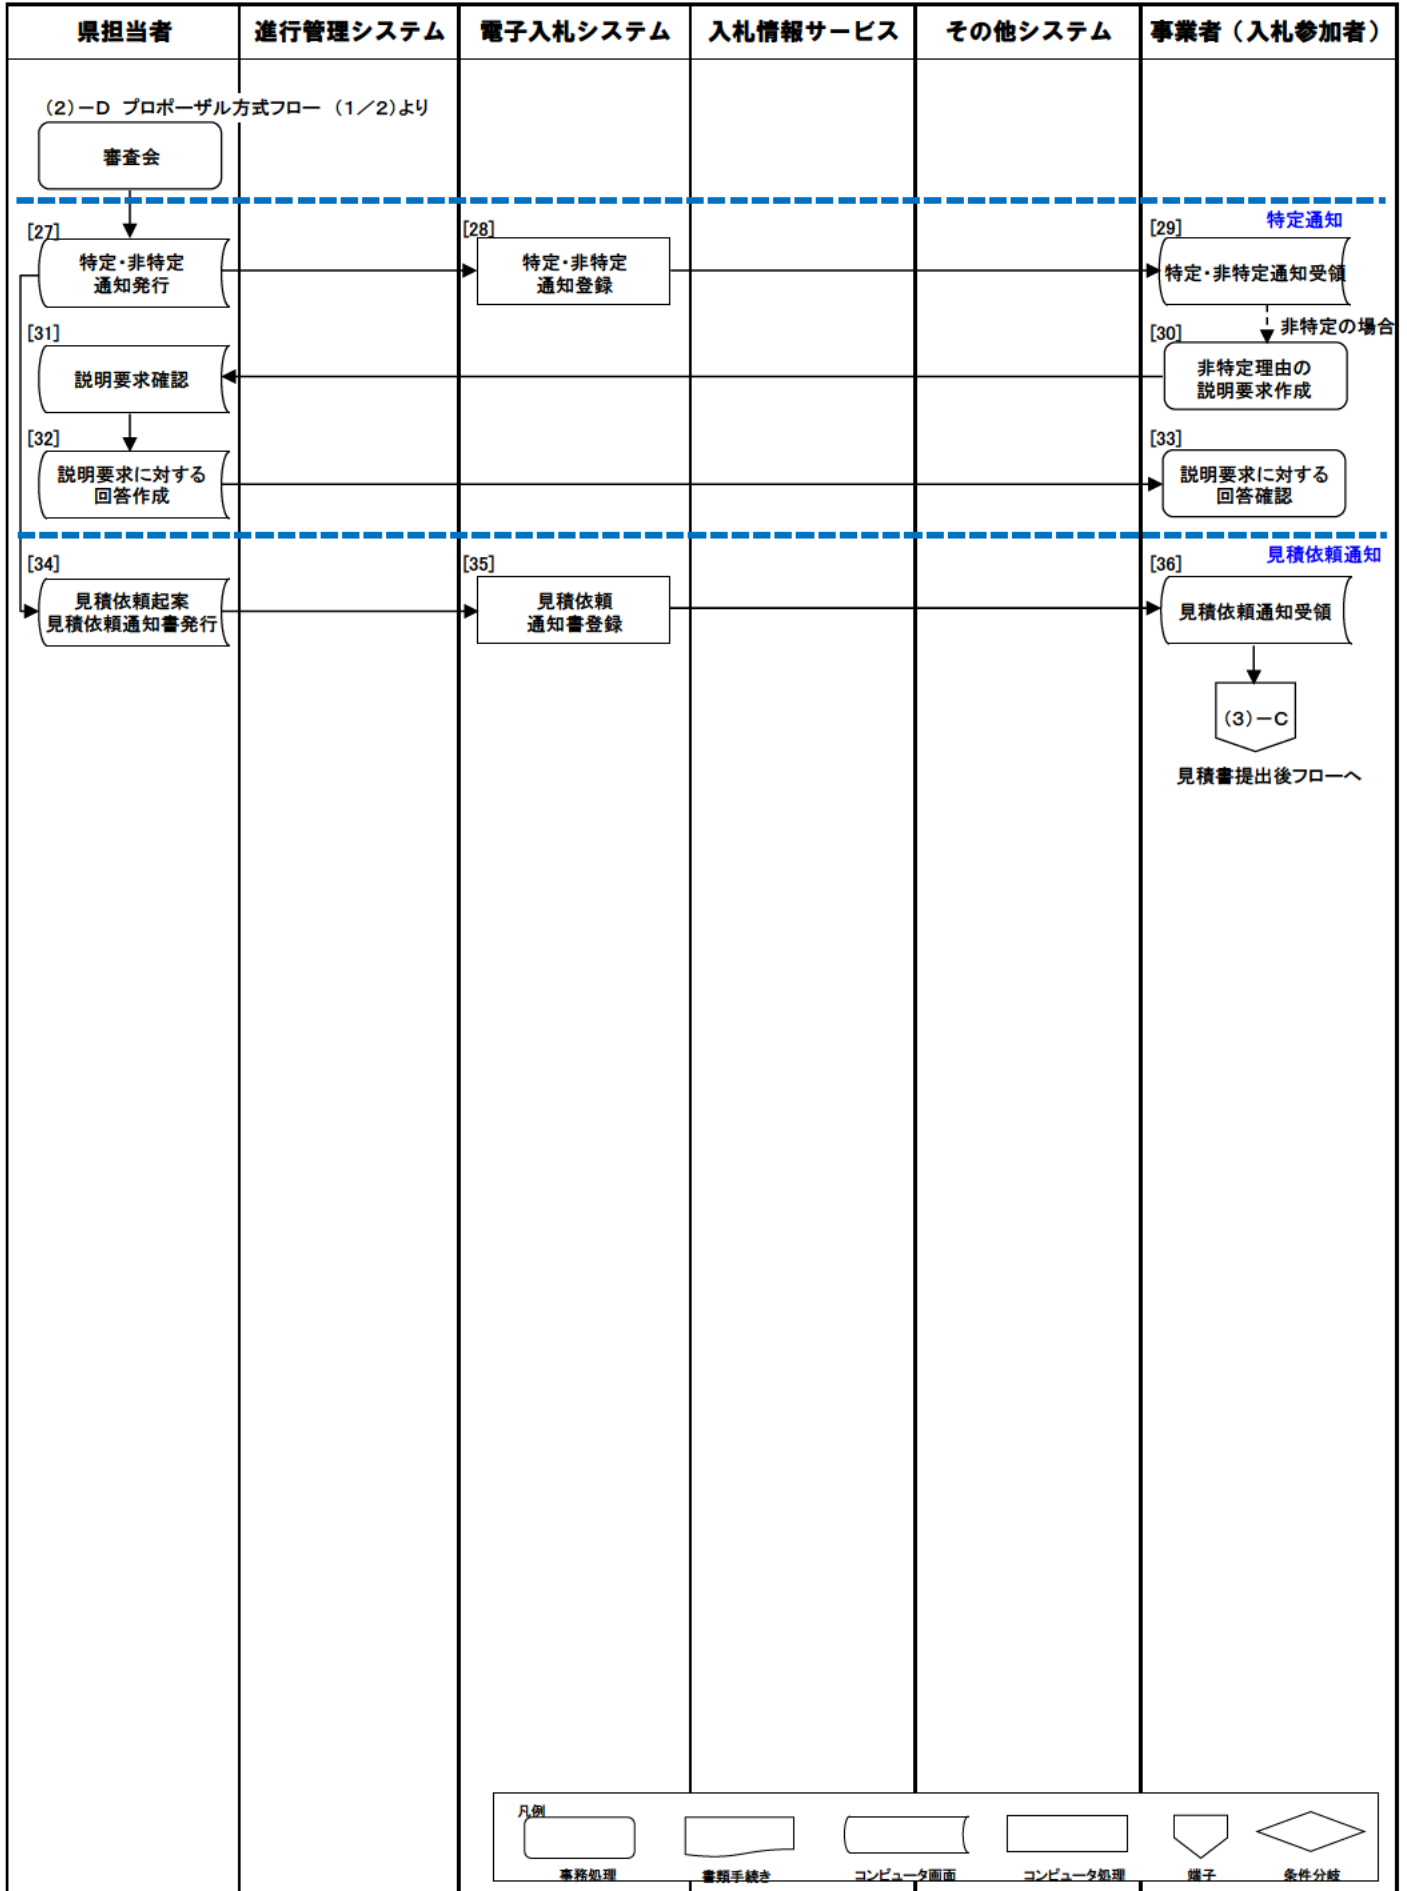 県担当者
進行管理システム
電子入札システム
入札情報サービス
その他システム
事業者（入札参加者）
(2)－D プロポーザル方式フロー (1／2)より
審査会
特定通知
[27]
特定・非特定
通知発行
[28]
特定・非特定
通知登録
[29]
特定・非特定通知受領
非特定の場合
[30]
非特定理由の
説明要求作成
[31]
説明要求確認
[32]
説明要求に対する
回答作成
[33]
説明要求に対する
回答確認
見積依頼通知
[34]
見積依頼起案
見積依頼通知書発行
[35]
見積依頼
通知書登録
[36]
見積依頼通知受領
(3)－C
見積書提出後フローへ
凡例
事務処理
書類手続き
コンピュータ画面
コンピュータ処理
端子
条件分岐